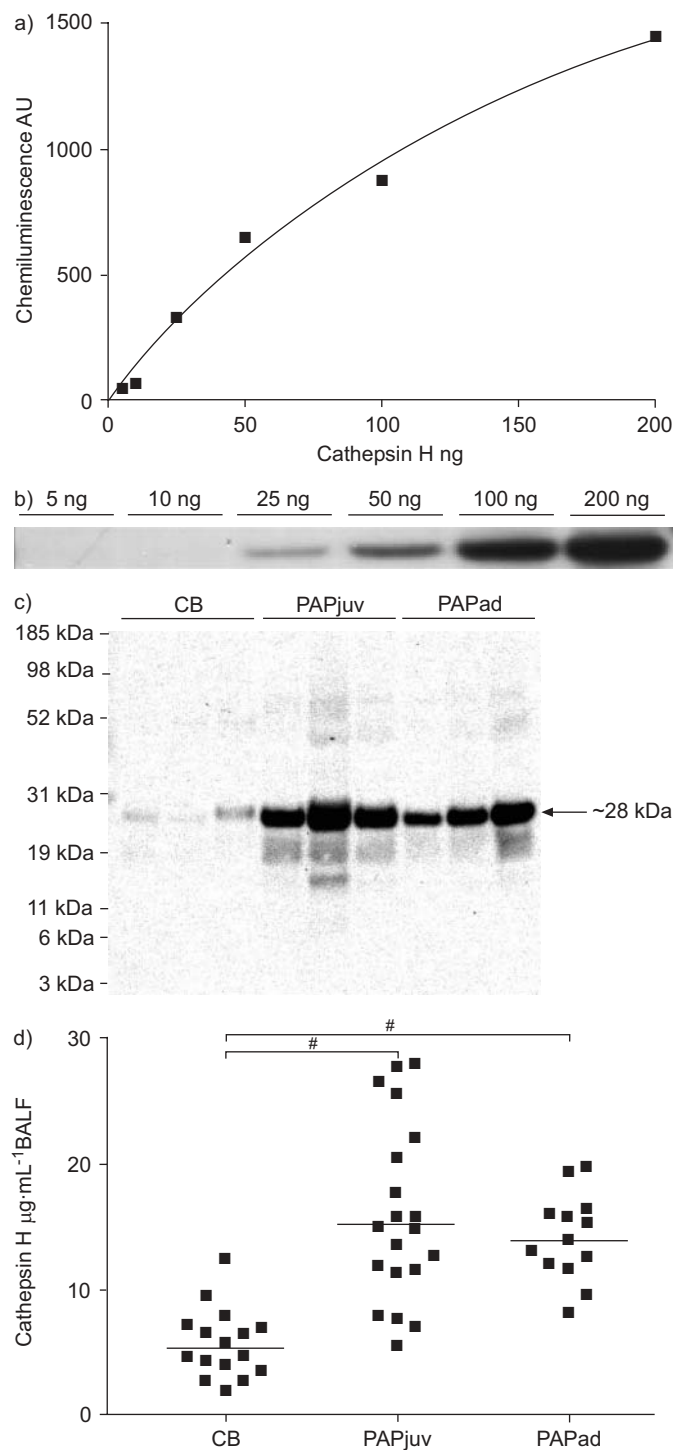 a)
1500
1000
500
0
Chemiluminescence AU
0 50 100 150 200
Cathepsin H ng
b) 5 ng 10 ng 25 ng 50 ng 100 ng 200 ng
c) CB PAPjuv PAPad
185 kDa
98 kDa
52 kDa
31 kDa
~28 kDa
19 kDa
11 kDa
6 kDa
3 kDa
d)
# #
30
20
10
0
Cathepsin H µg·mL⁻¹BALF
CB PAPjuv PAPad